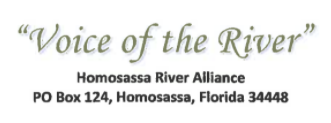 “Voice of the River”
Homosassa River Alliance
PO Box 124, Homosassa, Florida 34448